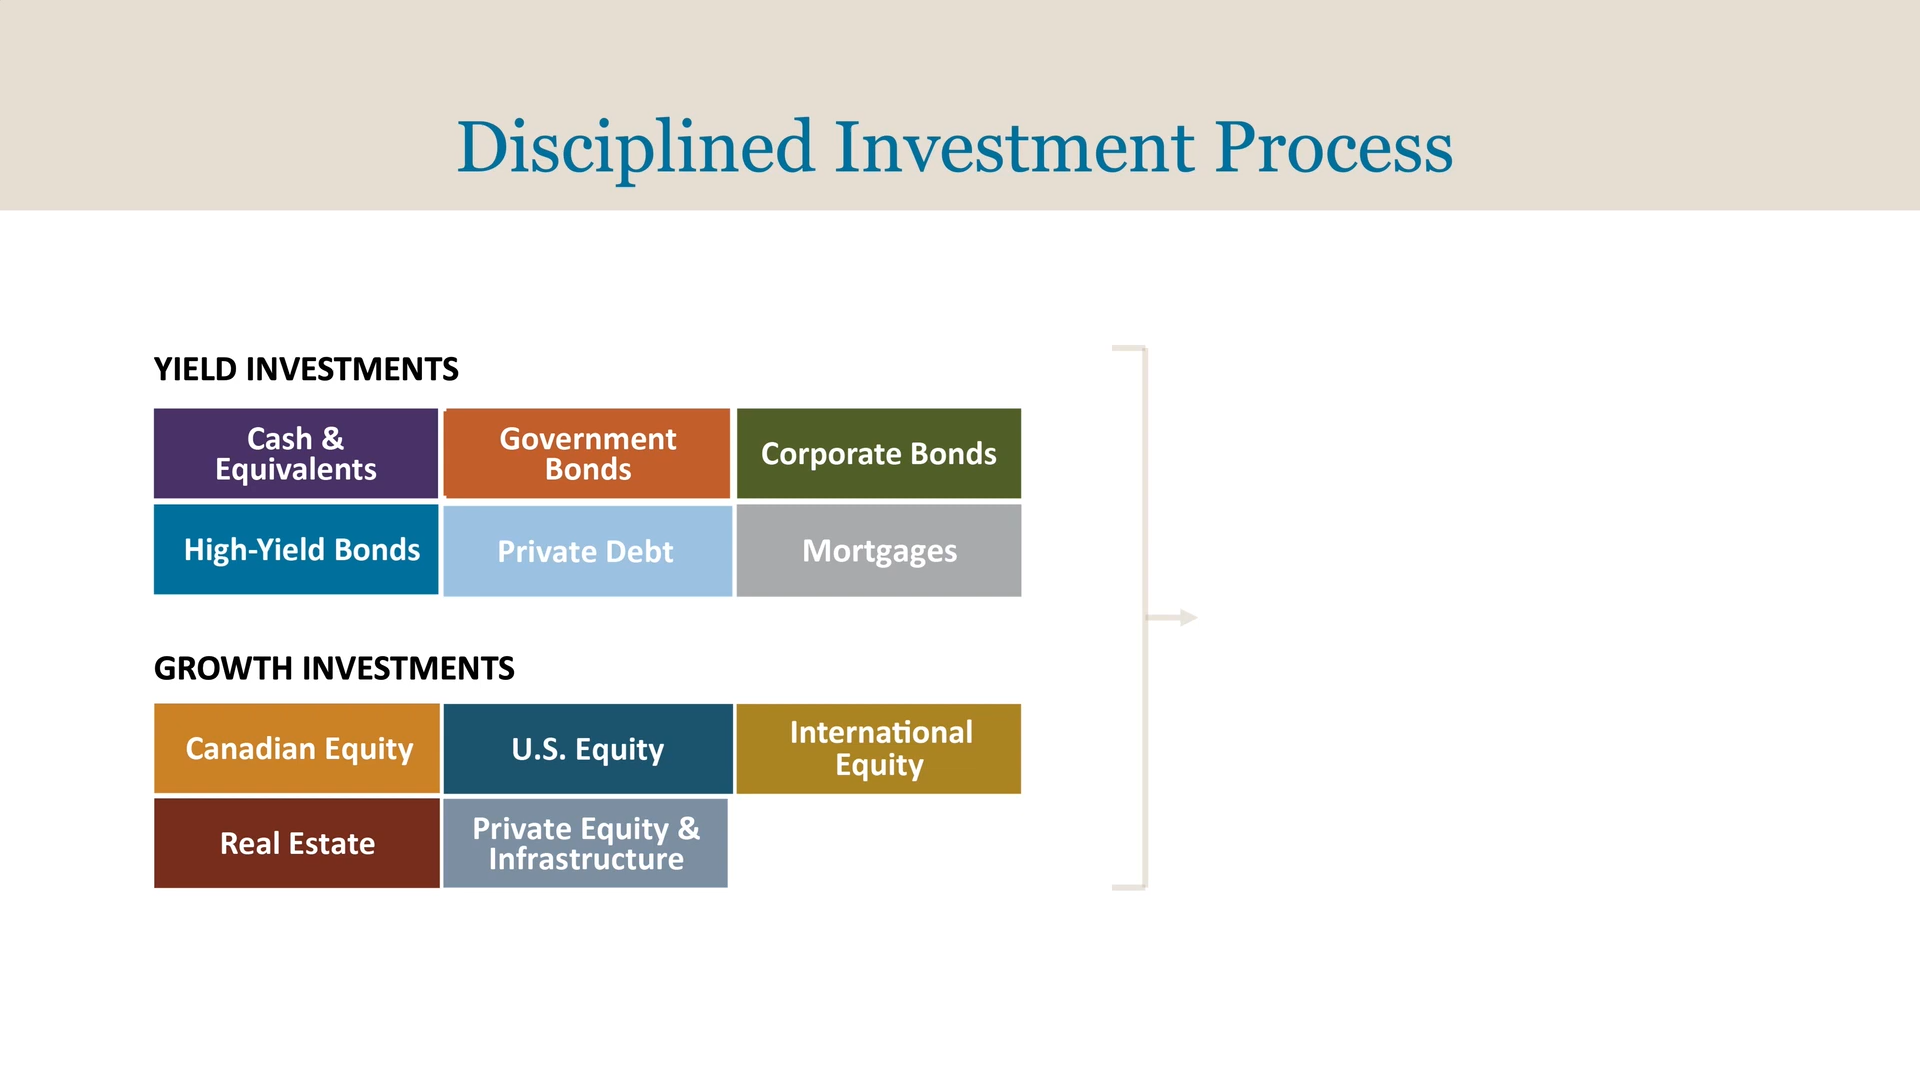 Disciplined Investment Process
YIELD INVESTMENTS
Cash &
Equivalents
Government
Bonds
Corporate Bonds
High-Yield Bonds
Private Debt
Mortgages
GROWTH INVESTMENTS
Canadian Equity
U.S. Equity
International
Equity
Real Estate
Private Equity &
Infrastructure